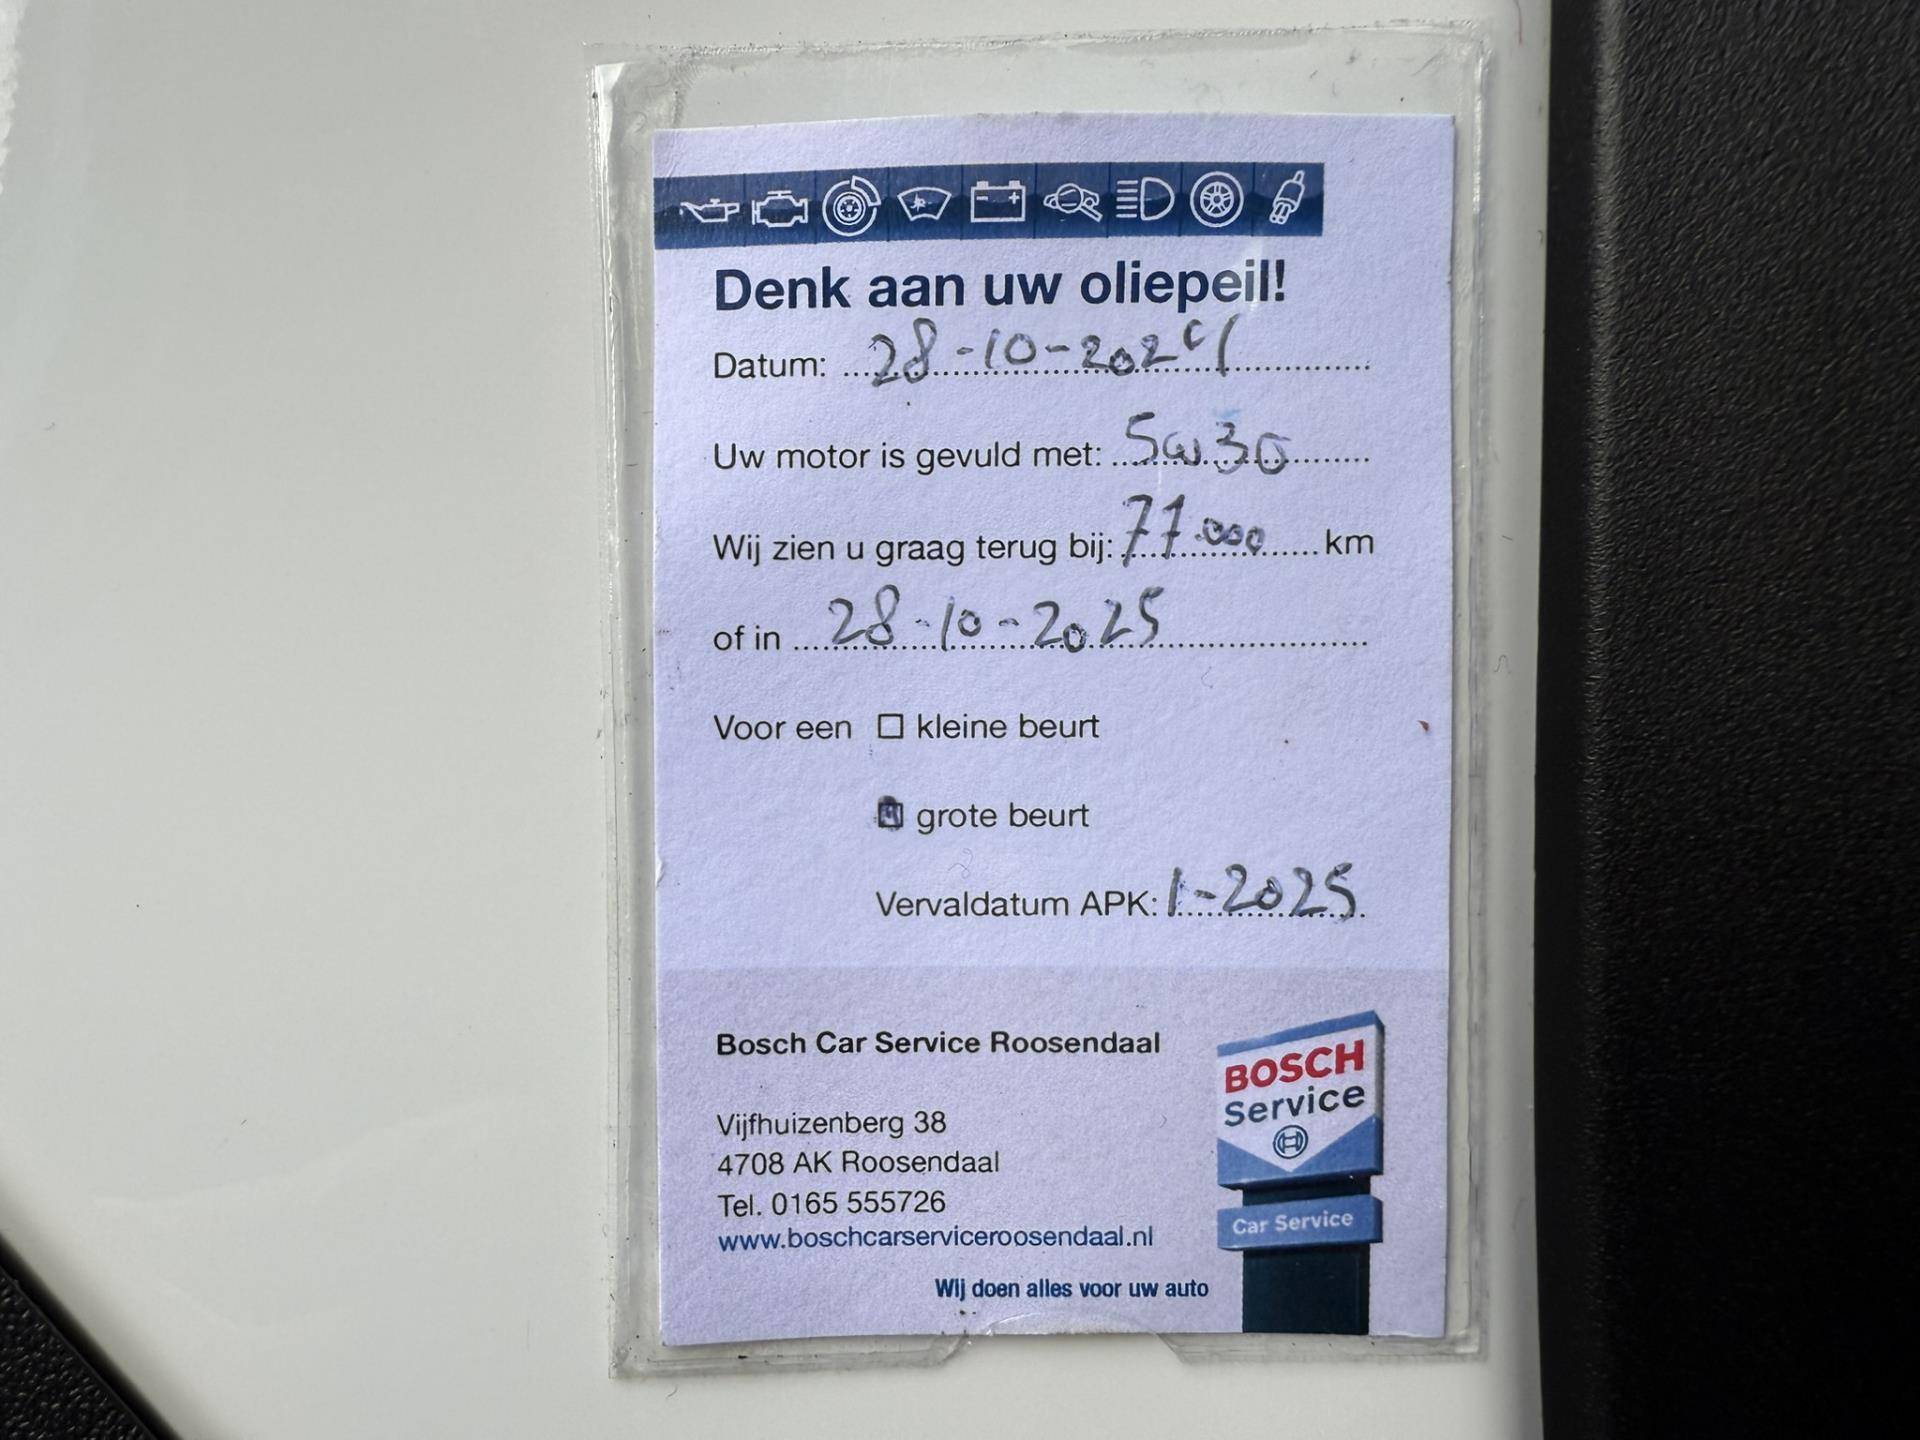 Denk aan uw oliepeil!
Datum: 28-10-2024
Uw motor is gevuld met: 5w30
Wij zien u graag terug bij: 77.000 km
of in 28-10-2025
Voor een kleine beurt
grote beurt
Vervaldatum APK: 1-2025
Bosch Car Service Roosendaal
Vijfhuizenberg 38
4708 AK Roosendaal
Tel. 0165 555726
www.boschcarserviceroosendaal.nl
Wij doen alles voor uw auto
BOSCH
Service
Car Service